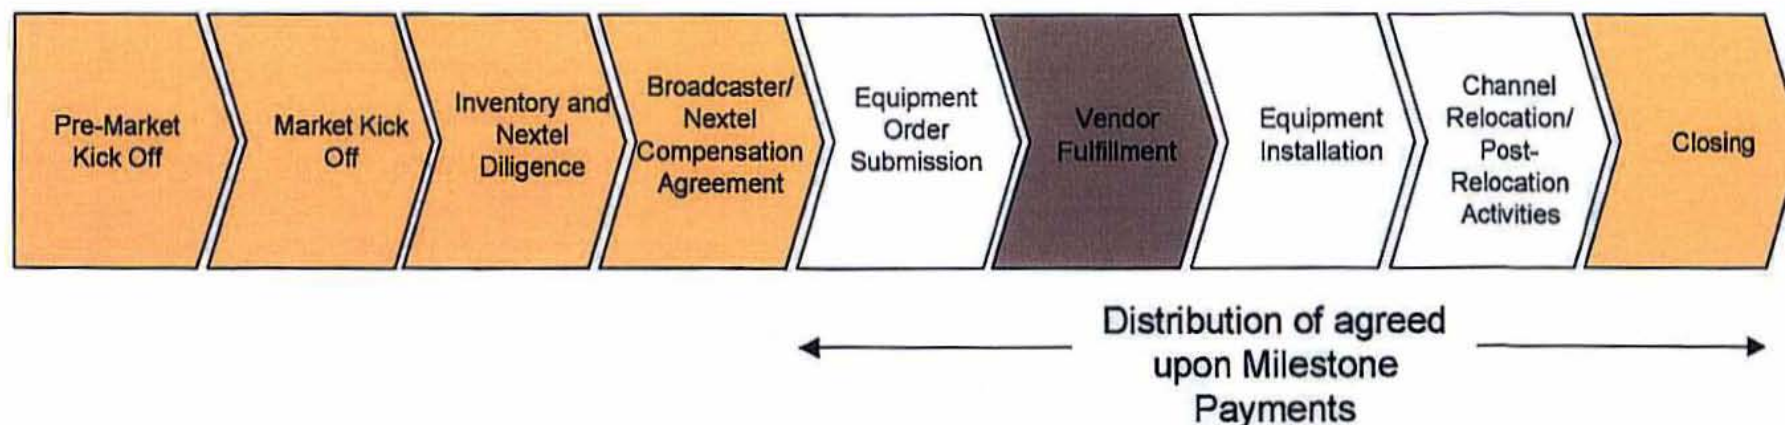 Pre-Market
Kick Off
Market Kick
Off
Inventory and
Nextel
Diligence
Broadcaster/
Nextel
Compensation
Agreement
Equipment
Order
Submission
Vendor
Fulfillment
Equipment
Installation
Channel
Relocation/
Post-
Relocation
Activities
Closing
Distribution of agreed
upon Milestone
Payments